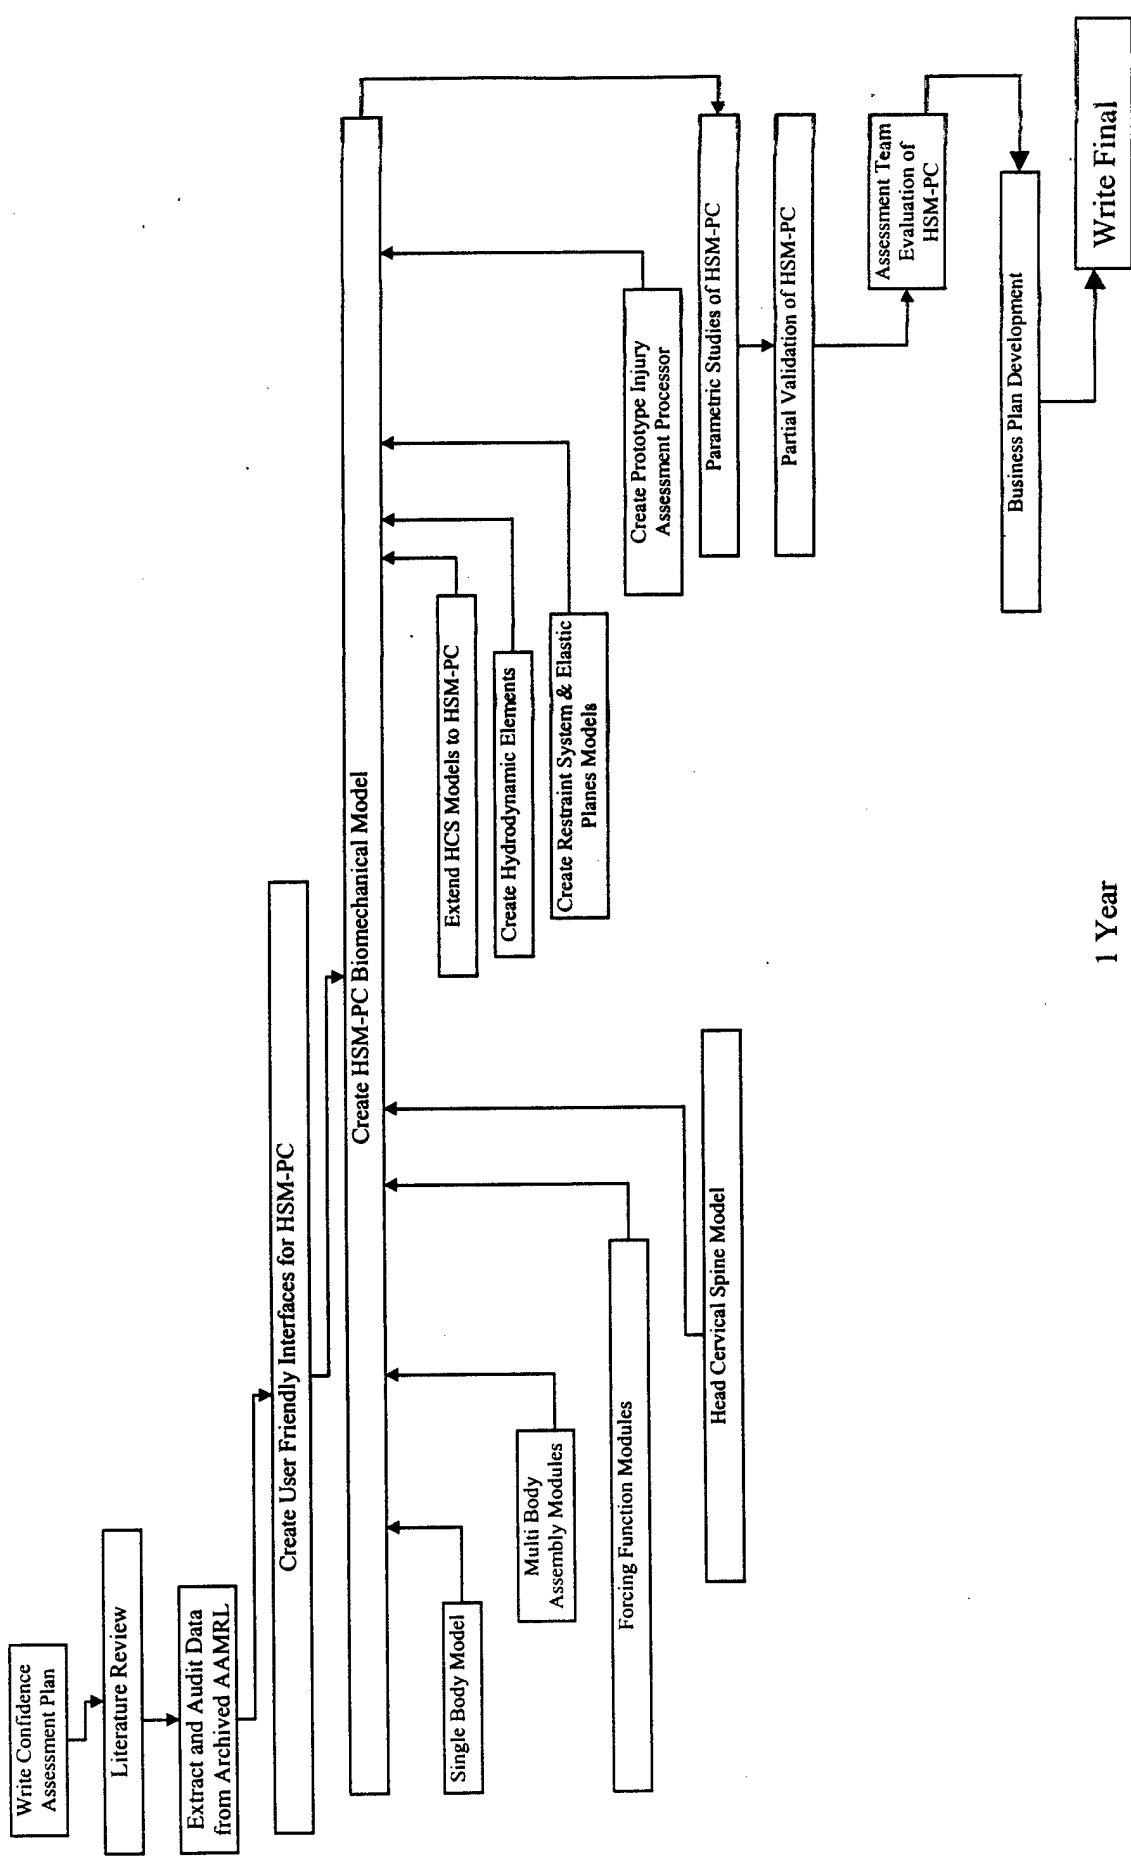 Write Confidence
Assessment Plan
Literature Review
Extract and Audit Data
from Archived AAMRL
Create User Friendly Interfaces for HSM-PC
Create HSM-PC Biomechanical Model
Single Body Model
Multi Body
Assembly Modules
Forcing Function Modules
Head Cervical Spine Model
Extend HCS Models to HSM-PC
Create Hydrodynamic Elements
Create Restraint System & Elastic
Planes Models
Create Prototype Injury
Assessment Processor
Parametric Studies of HSM-PC
Partial Validation of HSM-PC
Assessment Team
Evaluation of
HSM-PC
Business Plan Development
Write Final
1 Year